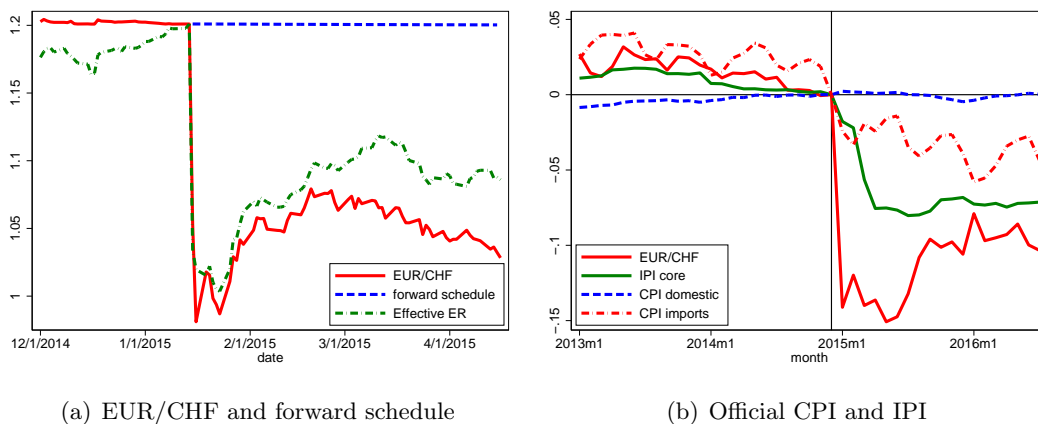 1.2
1.15
1.1
1.05
1
12/1/2014
1/1/2015
2/1/2015
3/1/2015
4/1/2015
date
EUR/CHF
forward schedule
Effective ER
(a) EUR/CHF and forward schedule
.05
0
-.05
-.1
-.15
2013m1
2014m1
2015m1
2016m1
month
EUR/CHF
IPI core
CPI domestic
CPI imports
(b) Official CPI and IPI